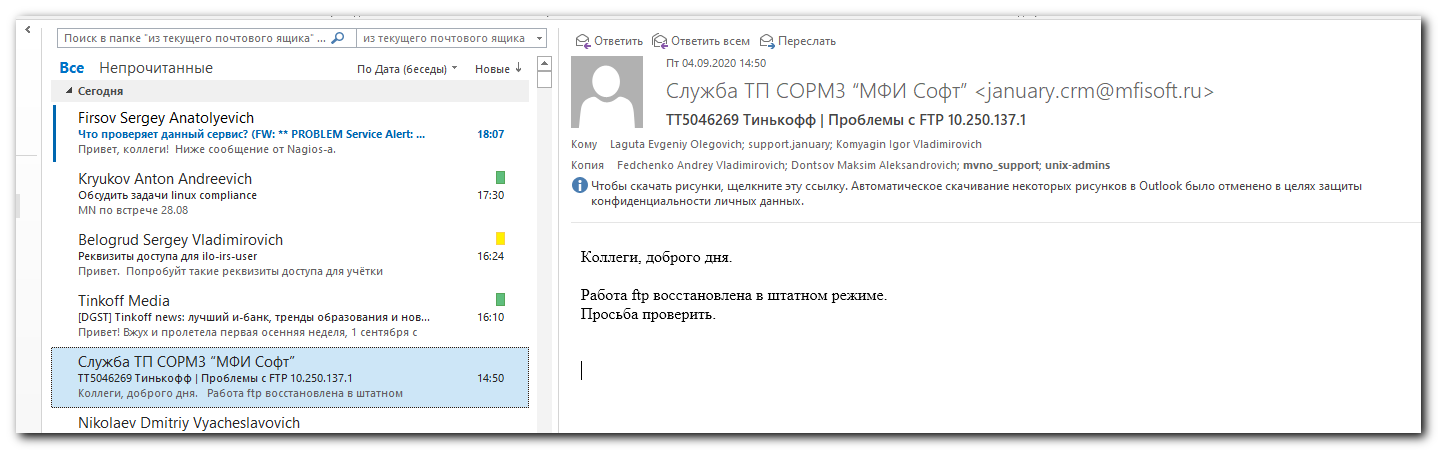 Поиск в папке "из текущего почтового ящика" ... из текущего почтового ящика
Все Непрочитанные По Дата (беседы) Новые ↓
Сегодня
Firsov Sergey Anatolyevich
Что проверяет данный сервис? (FW: ** PROBLEM Service Alert: ... 18:07
Привет, коллеги! Ниже сообщение от Nagios-а.
Kryukov Anton Andreevich
Обсудить задачи linux compliance 17:30
MN по встрече 28.08
Belogrud Sergey Vladimirovich
Реквизиты доступа для ilo-irs-user 16:24
Привет. Попробуйт такие реквизиты доступа для учётки
Tinkoff Media
[DGST] Tinkoff news: лучший и-банк, тренды образования и нов... 16:10
Привет! Вжух и пролетела первая осенняя неделя, 1 сентября с
Служба ТП СОРМ3 “МФИ Софт”
TT5046269 Тинькофф | Проблемы с FTP 10.250.137.1 14:50
Коллеги, доброго дня. Работа ftp восстановлена в штатном
Nikolaev Dmitriy Vyacheslavovich
Ответить Ответить всем Переслать
Пт 04.09.2020 14:50
Служба ТП СОРМ3 “МФИ Софт” <january.crm@mfisoft.ru>
TT5046269 Тинькофф | Проблемы с FTP 10.250.137.1
Кому Laguta Evgeniy Olegovich; support.january; Komyagin Igor Vladimirovich
Копия Fedchenko Andrey Vladimirovich; Dontsov Maksim Aleksandrovich; mvno_support; unix-admins
Чтобы скачать рисунки, щелкните эту ссылку. Автоматическое скачивание некоторых рисунков в Outlook было отменено в целях защиты
конфиденциальности личных данных.
Коллеги, доброго дня.
Работа ftp восстановлена в штатном режиме.
Просьба проверить.